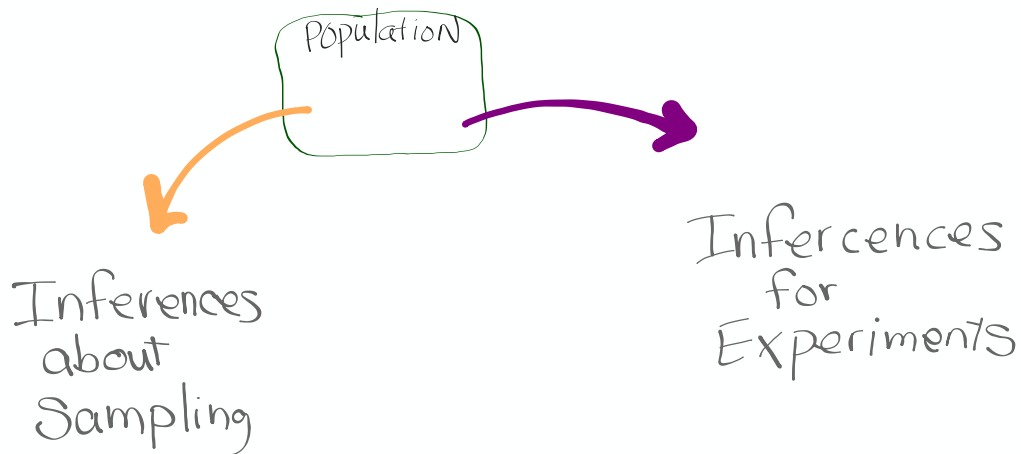 POpulatioN
Inferences
about
Sampling
Infercences
for
Experiments